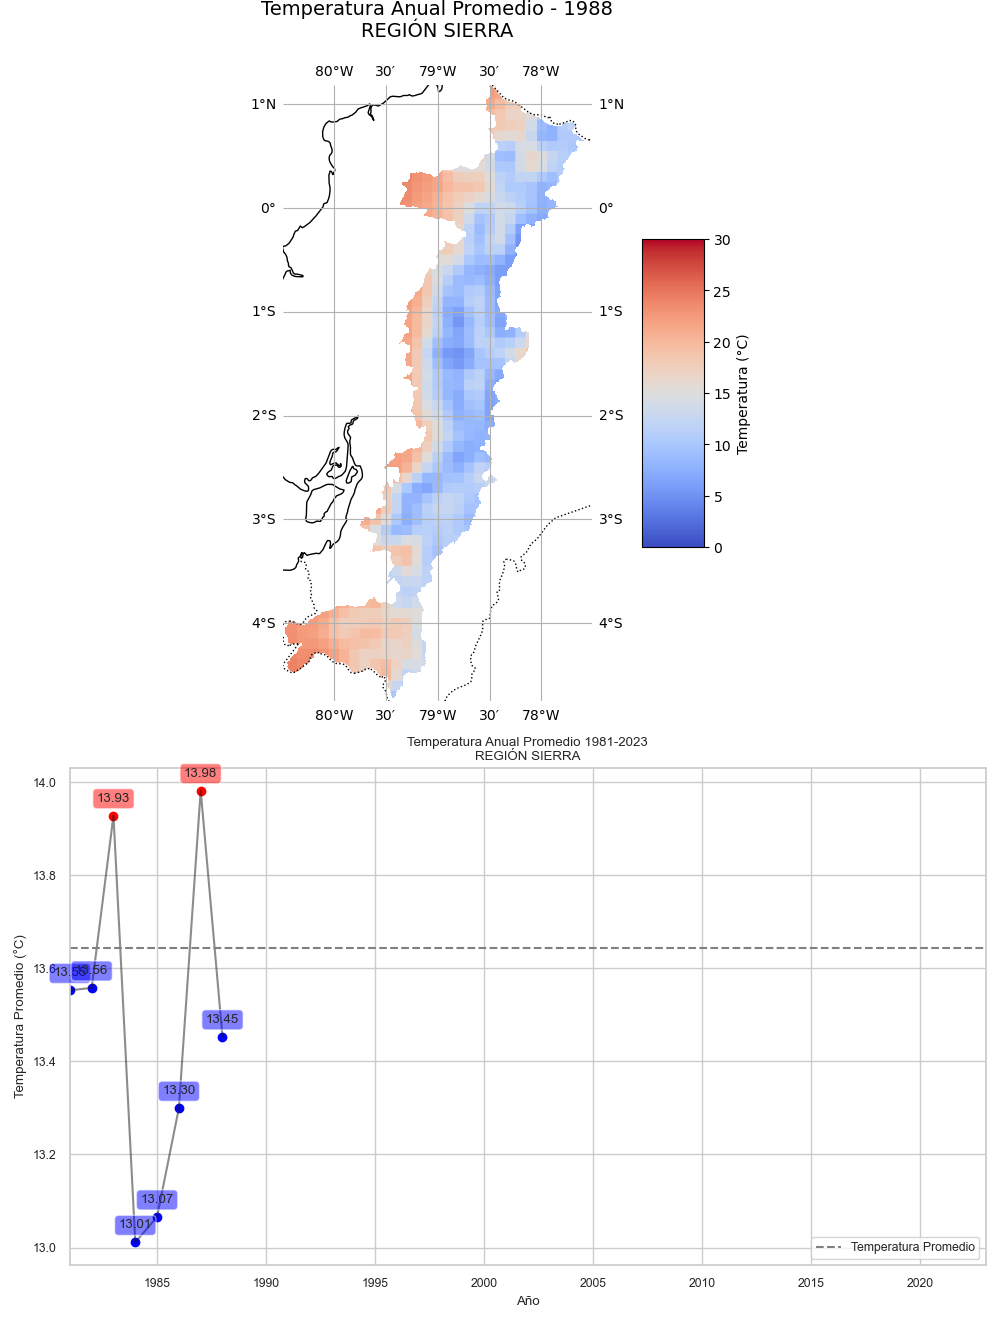 Temperatura Anual Promedio - 1988
REGIÓN SIERRA
80°W 30′ 79°W 30′ 78°W
1°N 1°N
0° 0°
1°S 1°S
2°S 2°S
3°S 3°S
4°S 4°S
80°W 30′ 79°W 30′ 78°W
30
25
20
15
10
5
0
Temperatura (°C)
Temperatura Anual Promedio 1981-2023
REGIÓN SIERRA
14.0
13.8
13.6
13.4
13.2
13.0
Temperatura Promedio (°C)
13.56
13.93
13.01
13.07
13.30
13.98
13.45
Temperatura Promedio
1985 1990 1995 2000 2005 2010 2015 2020
Año